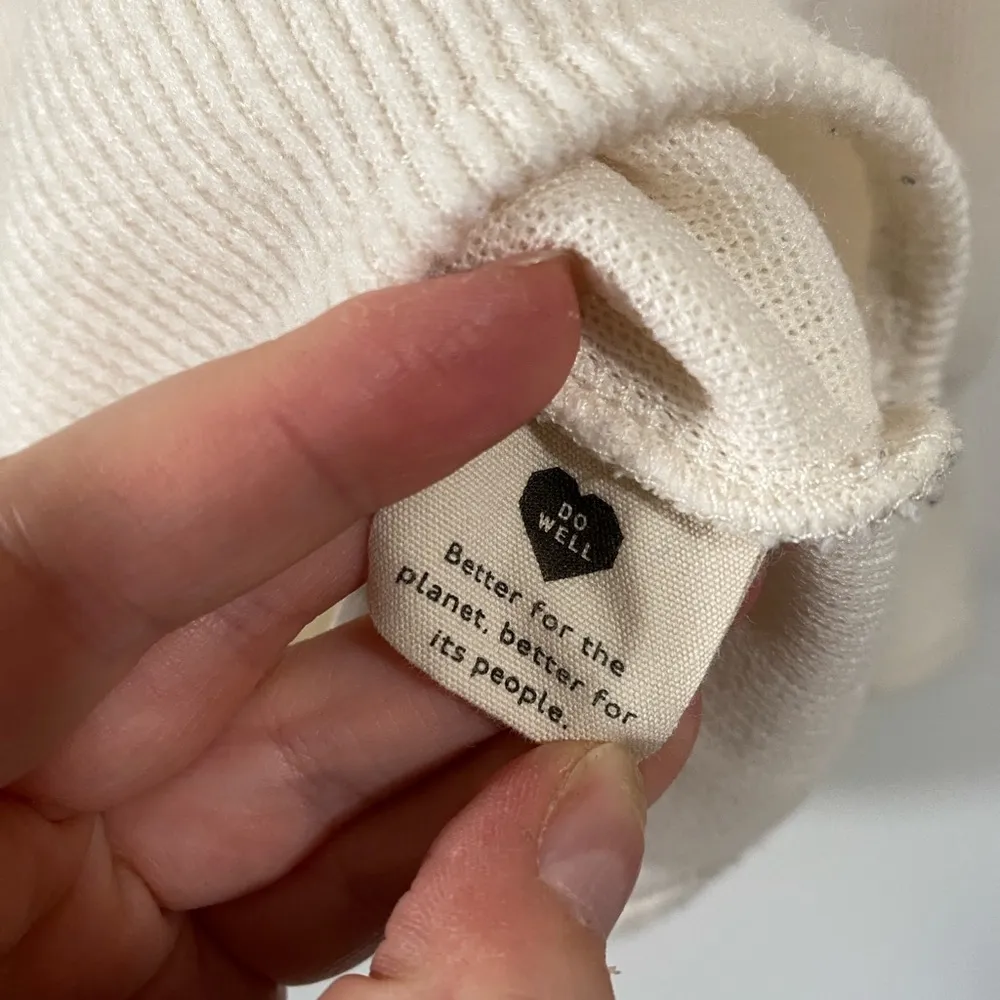 DO
WELL
Better for the
planet, better for
its people.